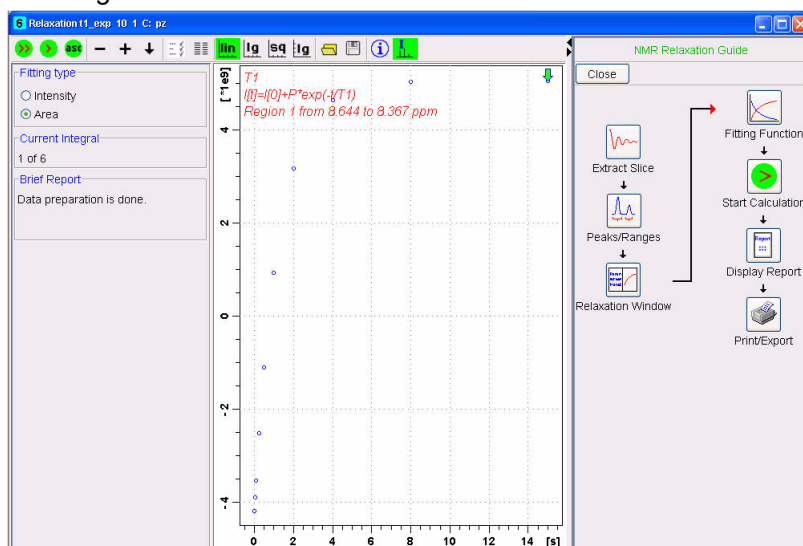 6 Relaxation t1_exp 10 1 C: pz
asc
lin lg sq lg
Fitting type
Intensity
Area
Current Integral
1 of 6
Brief Report
Data preparation is done.
[*1e9]
T1
I[t]=I[0]+P*exp(-t/T1)
Region 1 from 8.644 to 8.367 ppm
4
2
0
-2
-4
0 2 4 6 8 10 12 14 [s]
NMR Relaxation Guide
Close
Extract Slice
Peaks/Ranges
Relaxation Window
Fitting Function
Start Calculation
Report
Display Report
Print/Export